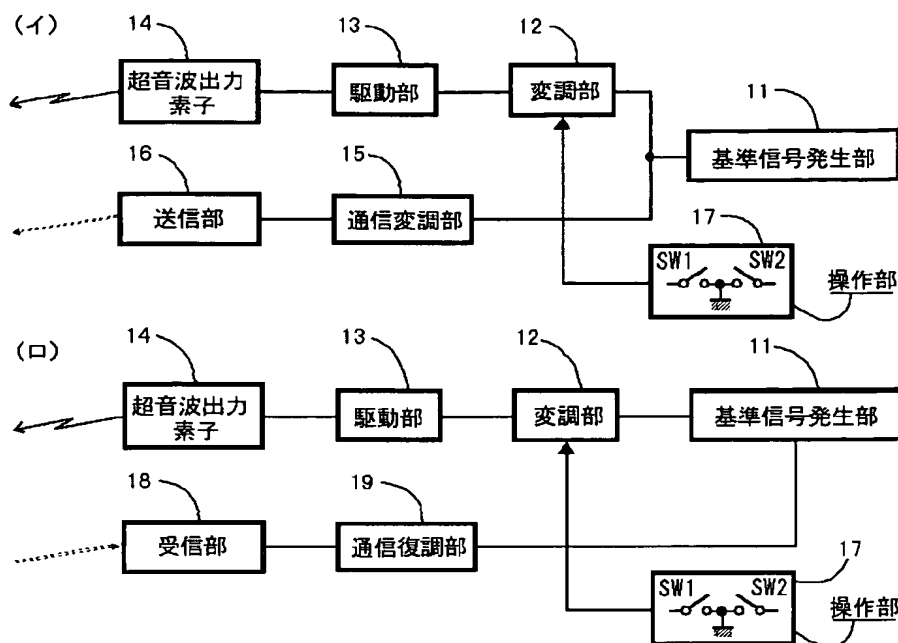 (イ)
14
13
12
11
超音波出力
素子
駆動部
変調部
基準信号発生部
16
15
17
送信部
通信変調部
SW1 SW2
操作部
(ロ)
14
13
12
11
超音波出力
素子
駆動部
変調部
基準信号発生部
18
19
17
受信部
通信復調部
SW1 SW2
操作部